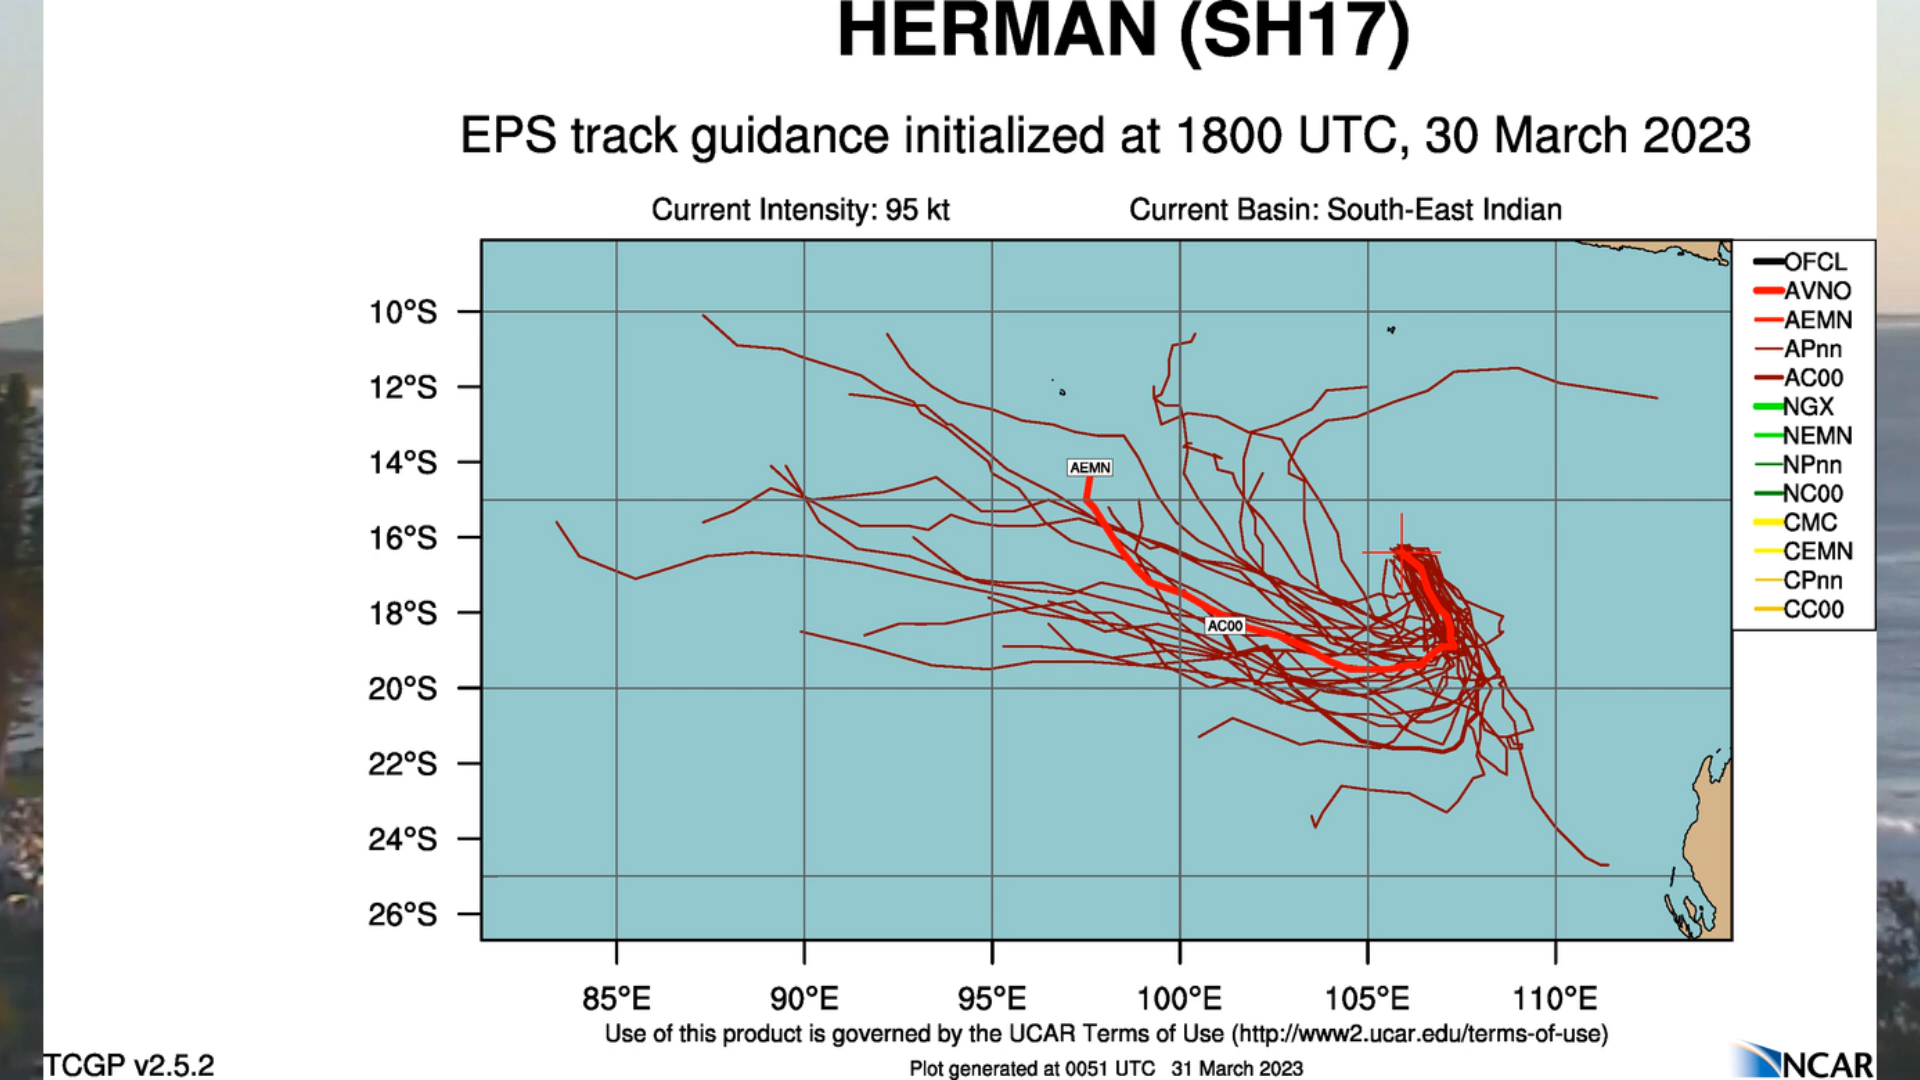 HERMAN (SH17)
EPS track guidance initialized at 1800 UTC, 30 March 2023
Current Intensity: 95 kt
Current Basin: South-East Indian
OFCL
AVNO
AEMN
APnn
AC00
NGX
NEMN
NPnn
NC00
CMC
CEMN
CPnn
CC00
10°S
12°S
14°S
16°S
18°S
20°S
22°S
24°S
26°S
AEMN
AC00
85°E
90°E
95°E
100°E
105°E
110°E
Use of this product is governed by the UCAR Terms of Use (http://www2.ucar.edu/terms-of-use)
TCGP v2.5.2
Plot generated at 0051 UTC 31 March 2023
NCAR